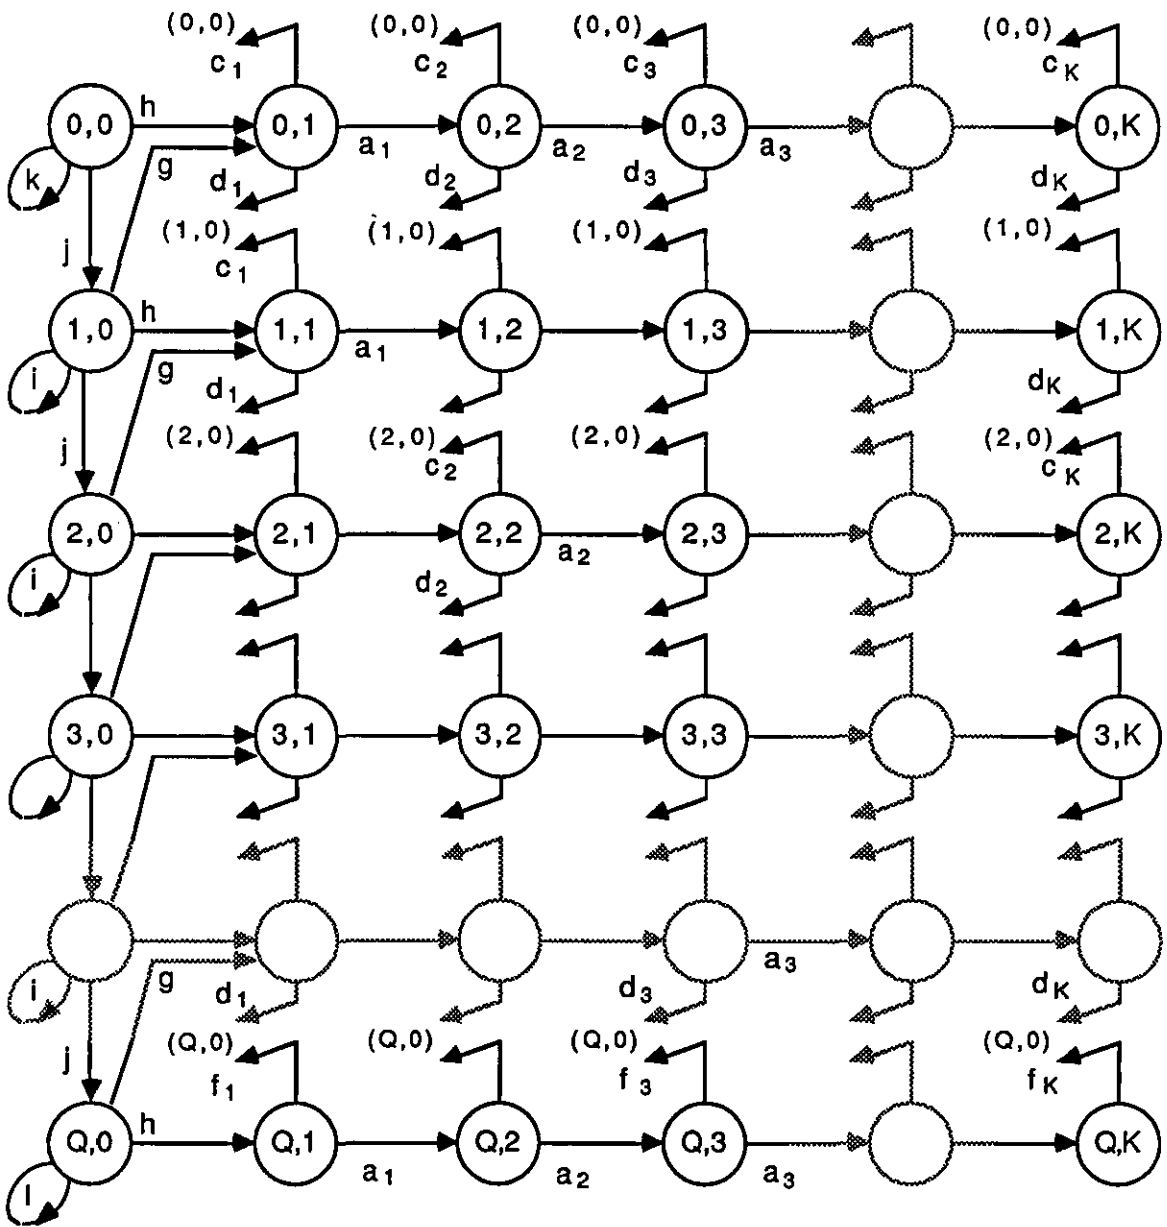 (0,0) (0,0) (0,0) (0,0)
c1 c2 c3 cK
0,0 h 0,1 0,2 0,3 0,K
a1 a2 a3
k g d1 d2 d3 dK
(1,0) (1,0) (1,0) (1,0)
j c1
1,0 h 1,1 1,2 1,3 1,K
a1
i g d1 dK
(2,0) (2,0) (2,0) (2,0)
j c2 cK
2,0 2,1 2,2 2,3 2,K
a2
i d2
3,0 3,1 3,2 3,3 3,K
a3
i g d1 d3 dK
(Q,0) (Q,0) (Q,0) (Q,0)
j f1 f3 fK
Q,0 h Q,1 Q,2 Q,3 Q,K
a1 a2 a3
l